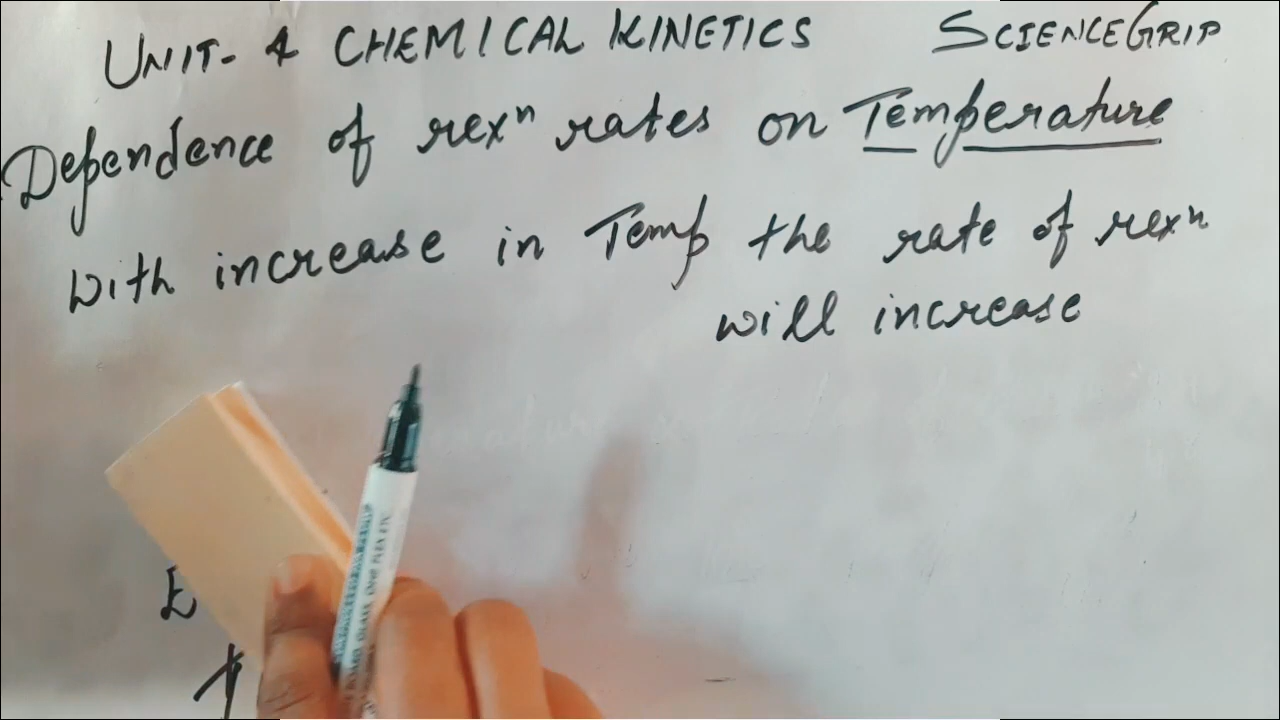 UNIT- 4 CHEMICAL KINETICS SCIENCEGRIP
Dependence of rexⁿ rates on Temperature
with increase in Temp the rate of rexⁿ
will increase
E